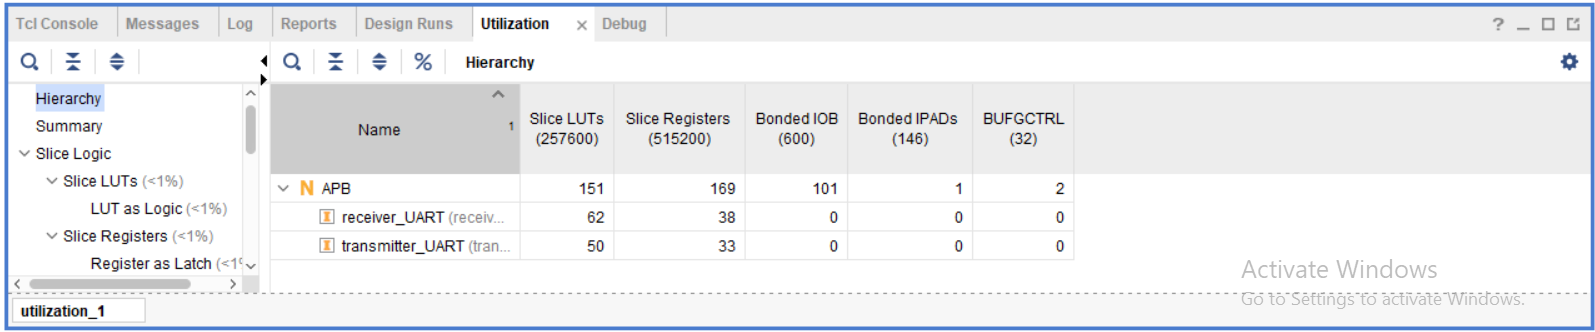 Tcl Console Messages Log Reports Design Runs Utilization × Debug ? _
% Hierarchy
Hierarchy
Summary
Slice Logic
Slice LUTs (<1%)
LUT as Logic (<1%)
Slice Registers (<1%)
Register as Latch (<1%
Name 1 Slice LUTs (257600) Slice Registers (515200) Bonded IOB (600) Bonded IPADs (146) BUFGCTRL (32)
N APB 151 169 101 1 2
I receiver_UART (receiv... 62 38 0 0 0
I transmitter_UART (tran... 50 33 0 0 0
Activate Windows
Go to Settings to activate Windows.
utilization_1